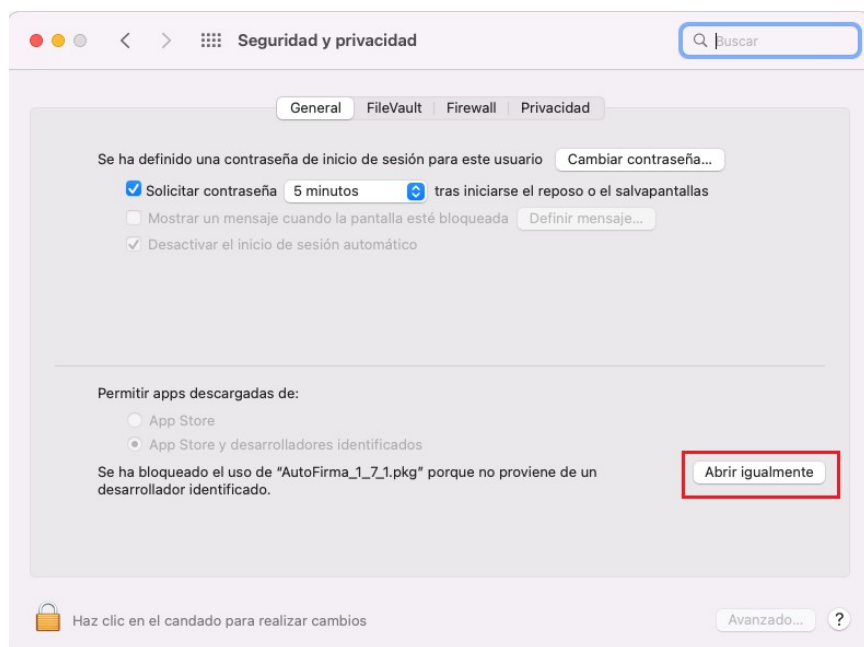 Seguridad y privacidad
Buscar
General FileVault Firewall Privacidad
Se ha definido una contraseña de inicio de sesión para este usuario Cambiar contraseña...
Solicitar contraseña 5 minutos tras iniciarse el reposo o el salvapantallas
Mostrar un mensaje cuando la pantalla esté bloqueada Definir mensaje...
Desactivar el inicio de sesión automático
Permitir apps descargadas de:
App Store
App Store y desarrolladores identificados
Se ha bloqueado el uso de “AutoFirma_1_7_1.pkg” porque no proviene de un
desarrollador identificado.
Abrir igualmente
Haz clic en el candado para realizar cambios
Avanzado... ?